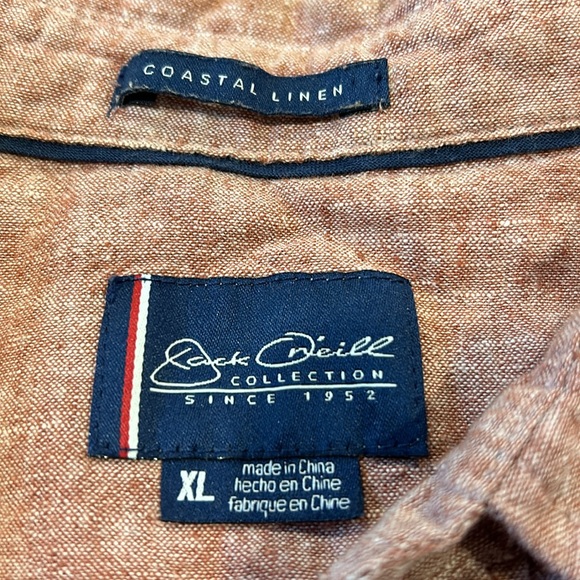 COASTAL LINEN
Jack O'Neill
COLLECTION
SINCE 1952
XL
made in China
hecho en Chine
fabrique en Chine